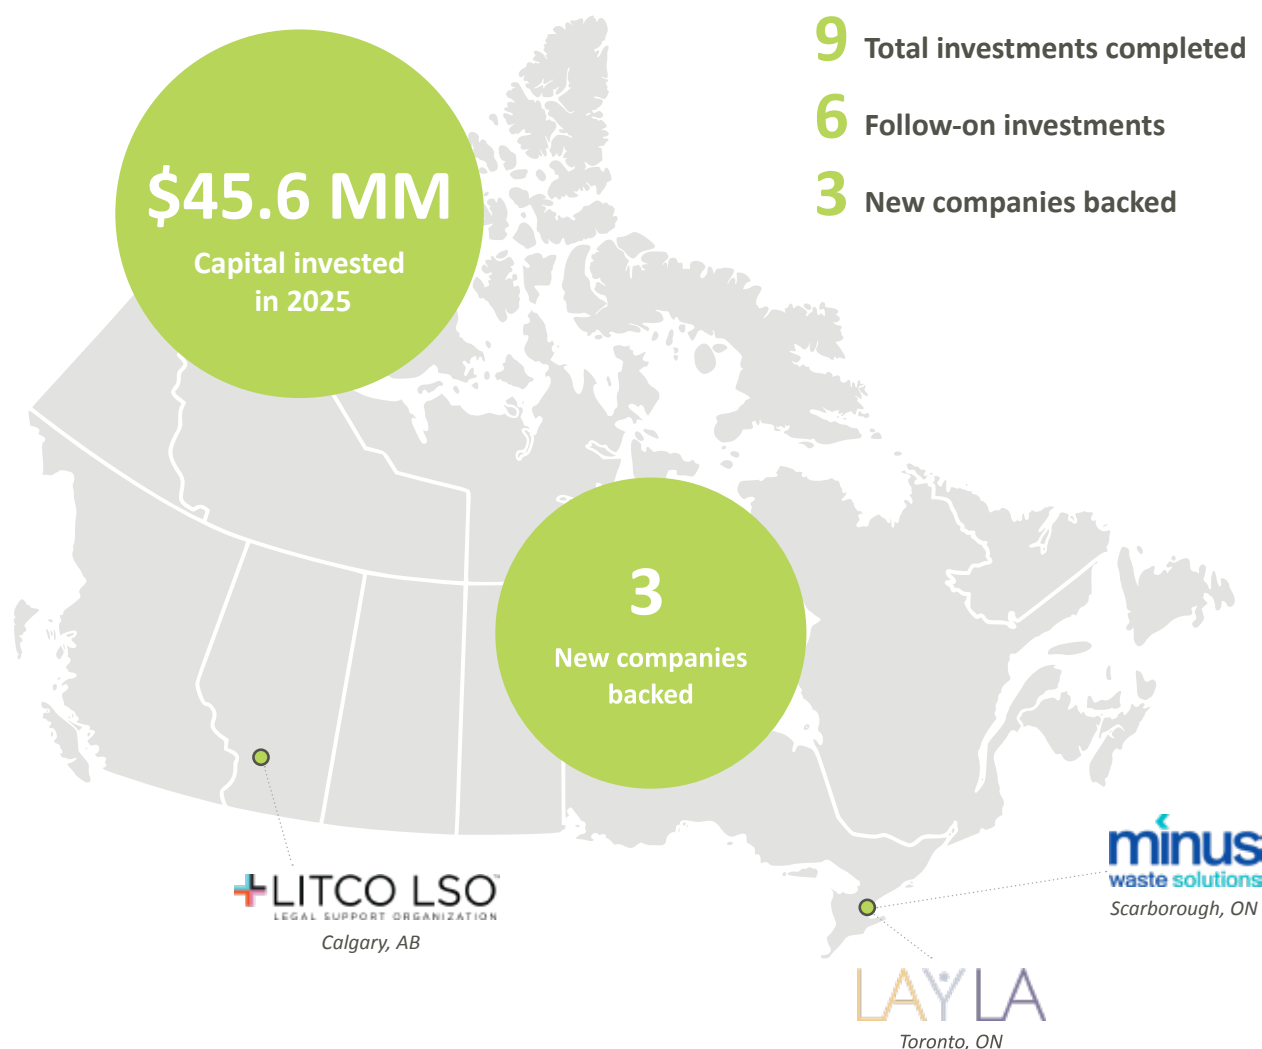 $45.6 MM
Capital invested
in 2025
9 Total investments completed
6 Follow-on investments
3 New companies backed
3
New companies
backed
LITCO LSO™
LEGAL SUPPORT ORGANIZATION
Calgary, AB
minus
waste solutions
Scarborough, ON
LAYLA
Toronto, ON